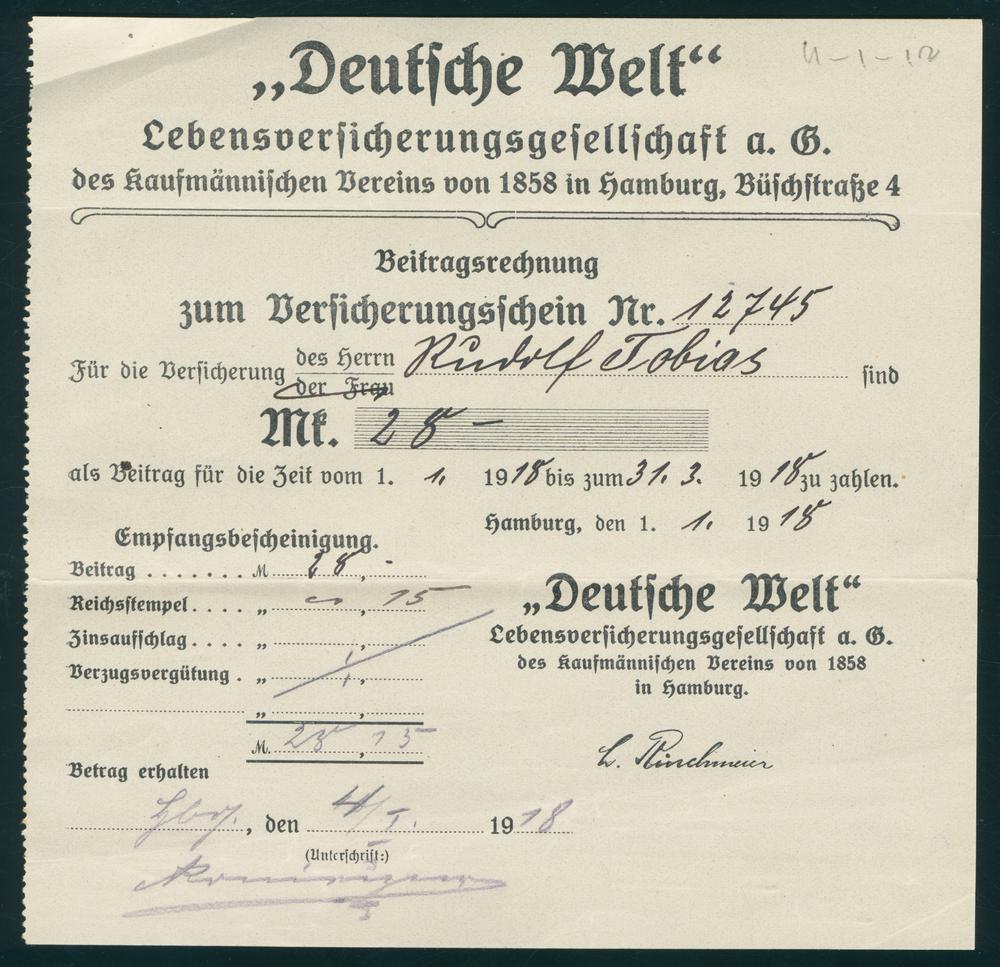 „Deutsche Welt“
Lebensversicherungsgesellschaft a. G.
des Kaufmännischen Vereins von 1858 in Hamburg, Büschstraße 4
Beitragsrechnung
zum Versicherungsschein Nr. 12745
Für die Versicherung des Herrn Rudolf Tobias sind
der Frau
Mk. 28 –
als Beitrag für die Zeit vom 1. 1. 1918 bis zum 31. 3. 1918 zu zahlen.
Hamburg, den 1. 1. 1918
Empfangsbescheinigung.
Beitrag ....... M 28, -
Reichsstempel .... „ –, 15
Zinsaufschlag .... „ ,
Verzugsvergütung . „ ,
„ ,
M. 28, 15
„Deutsche Welt“
Lebensversicherungsgesellschaft a. G.
des Kaufmännischen Vereins von 1858
in Hamburg.
Betrag erhalten
Hbg., den 4/I. 1918
(Unterschrift:)